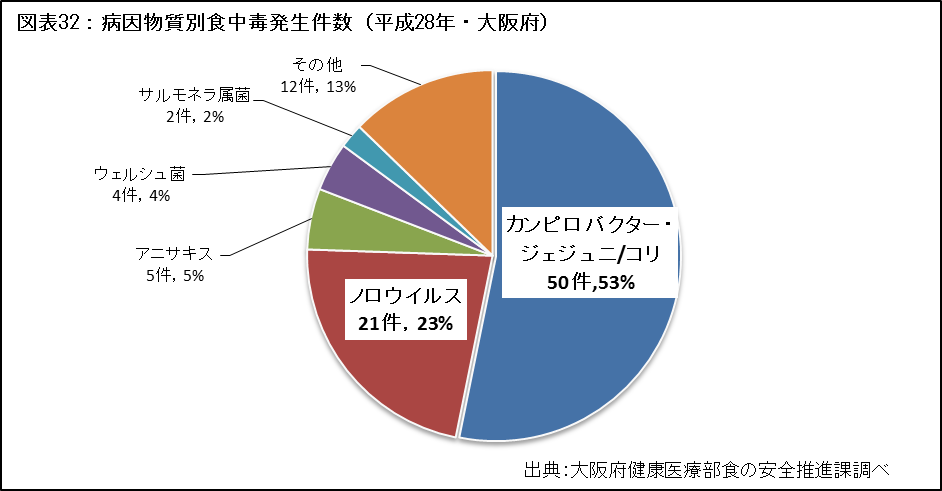 図表32：病因物質別食中毒発生件数（平成28年・大阪府）
その他
12件, 13%
サルモネラ属菌
2件, 2%
ウェルシュ菌
4件, 4%
アニサキス
5件, 5%
カンピロバクター・
ジェジュニ/コリ
50件,53%
ノロウイルス
21件, 23%
出典：大阪府健康医療部食の安全推進課調べ